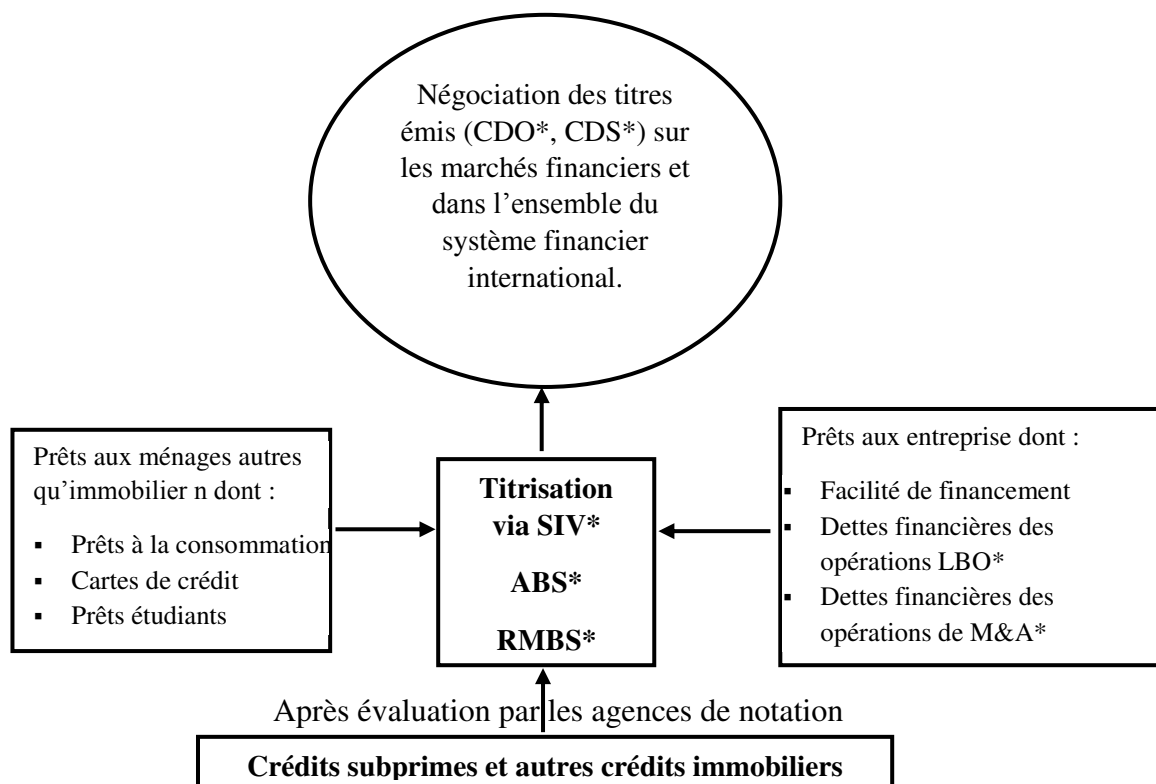 Négociation des titres
émis (CDO*, CDS*) sur
les marchés financiers et
dans l’ensemble du
système financier
international.
Prêts aux ménages autres
qu’immobilier n dont :
▪ Prêts à la consommation
▪ Cartes de crédit
▪ Prêts étudiants
Titrisation
via SIV*
ABS*
RMBS*
Prêts aux entreprise dont :
▪ Facilité de financement
▪ Dettes financières des
opérations LBO*
▪ Dettes financières des
opérations de M&A*
Après évaluation par les agences de notation
Crédits subprimes et autres crédits immobiliers